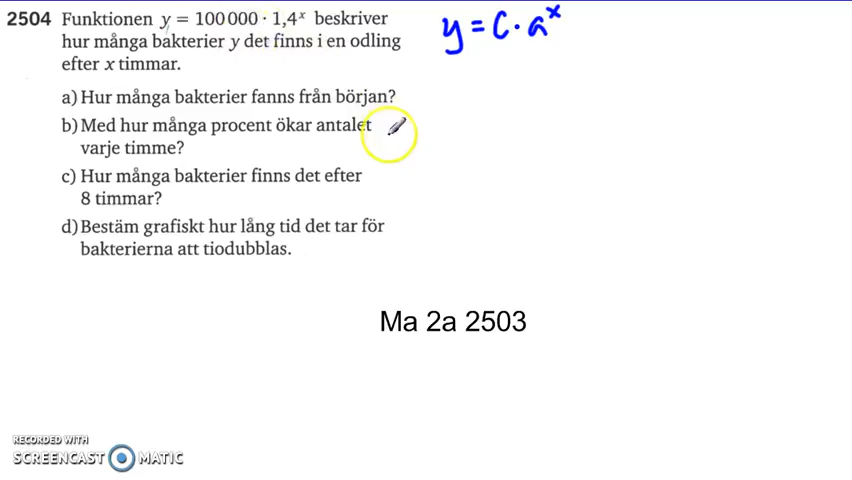 2504 Funktionen y = 100 000 · 1,4ˣ beskriver
hur många bakterier y det finns i en odling
efter x timmar.
a) Hur många bakterier fanns från början?
b) Med hur många procent ökar antalet
varje timme?
c) Hur många bakterier finns det efter
8 timmar?
d) Bestäm grafiskt hur lång tid det tar för
bakterierna att tiodubblas.
y = C · aˣ
Ma 2a 2503
RECORDED WITH
SCREENCAST MATIC